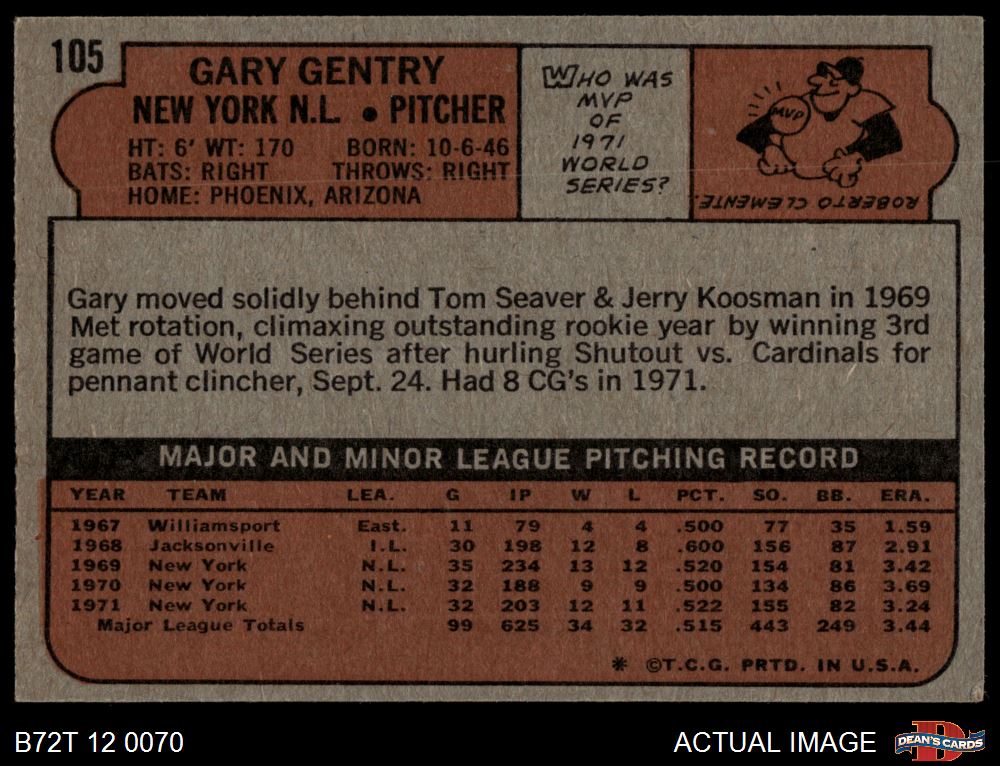 105
GARY GENTRY
NEW YORK N.L. • PITCHER
HT: 6' WT: 170 BORN: 10-6-46
BATS: RIGHT THROWS: RIGHT
HOME: PHOENIX, ARIZONA
WHO WAS
MVP
OF
1971
WORLD
SERIES?
MVP
ROBERTO CLEMENTE.
Gary moved solidly behind Tom Seaver & Jerry Koosman in 1969
Met rotation, climaxing outstanding rookie year by winning 3rd
game of World Series after hurling Shutout vs. Cardinals for
pennant clincher, Sept. 24. Had 8 CG's in 1971.
MAJOR AND MINOR LEAGUE PITCHING RECORD
YEAR TEAM LEA. G IP W L PCT. SO. BB. ERA.
1967 Williamsport East. 11 79 4 4 .500 77 35 1.59
1968 Jacksonville I.L. 30 198 12 8 .600 156 87 2.91
1969 New York N.L. 35 234 13 12 .520 154 81 3.42
1970 New York N.L. 32 188 9 9 .500 134 86 3.69
1971 New York N.L. 32 203 12 11 .522 155 82 3.24
Major League Totals 99 625 34 32 .515 443 249 3.44
* ©T.C.G. PRTD. IN U.S.A.
B72T 12 0070
ACTUAL IMAGE
DEAN'S CARDS